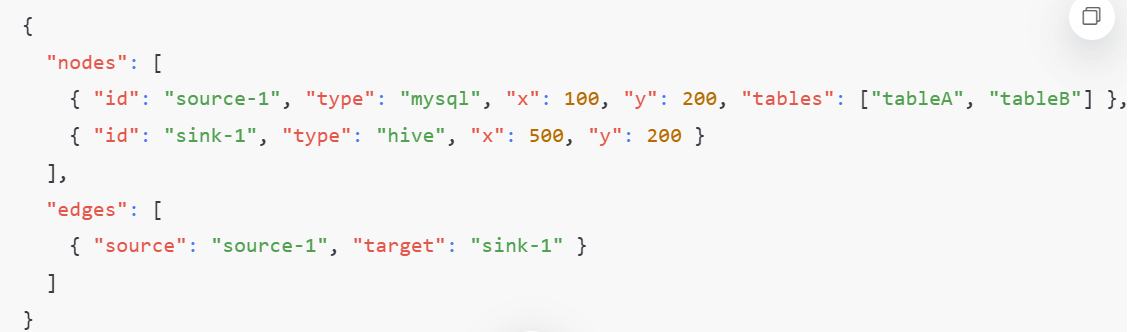 {
"nodes": [
{ "id": "source-1", "type": "mysql", "x": 100, "y": 200, "tables": ["tableA", "tableB"] },
{ "id": "sink-1", "type": "hive", "x": 500, "y": 200 }
],
"edges": [
{ "source": "source-1", "target": "sink-1" }
]
}